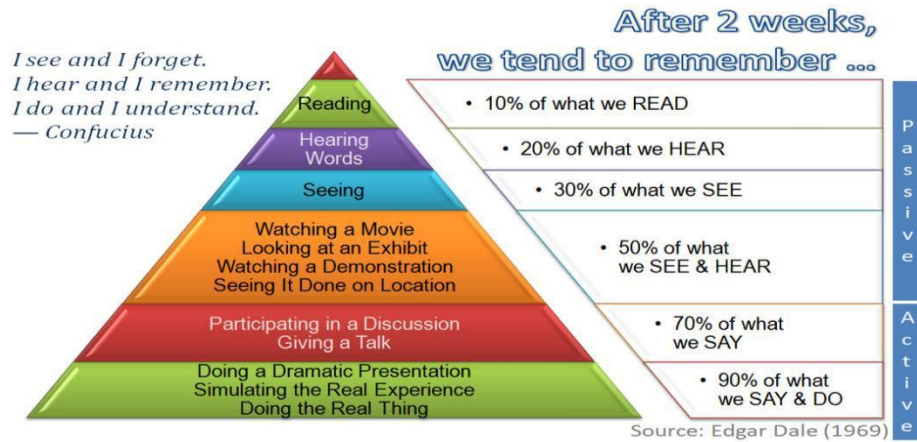 I see and I forget.
I hear and I remember.
I do and I understand.
— Confucius
After 2 weeks,
we tend to remember ...
Reading
Hearing
Words
Seeing
Watching a Movie
Looking at an Exhibit
Watching a Demonstration
Seeing It Done on Location
Participating in a Discussion
Giving a Talk
Doing a Dramatic Presentation
Simulating the Real Experience
Doing the Real Thing
• 10% of what we READ
• 20% of what we HEAR
• 30% of what we SEE
• 50% of what
we SEE & HEAR
• 70% of what
we SAY
• 90% of what
we SAY & DO
Passive
Active
Source: Edgar Dale (1969)